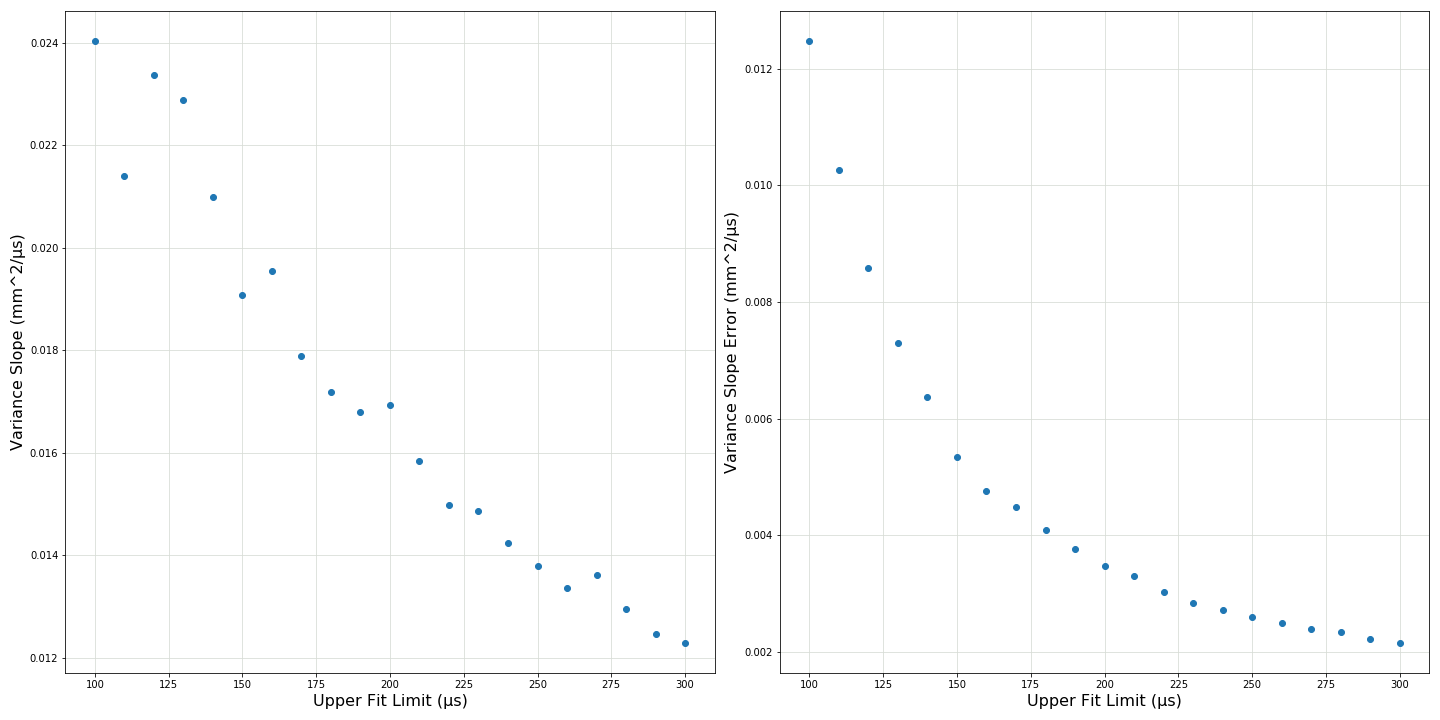 Variance Slope (mm^2/μs)
0.024
0.022
0.020
0.018
0.016
0.014
0.012
100 125 150 175 200 225 250 275 300
Upper Fit Limit (μs)
Variance Slope Error (mm^2/μs)
0.012
0.010
0.008
0.006
0.004
0.002
100 125 150 175 200 225 250 275 300
Upper Fit Limit (μs)